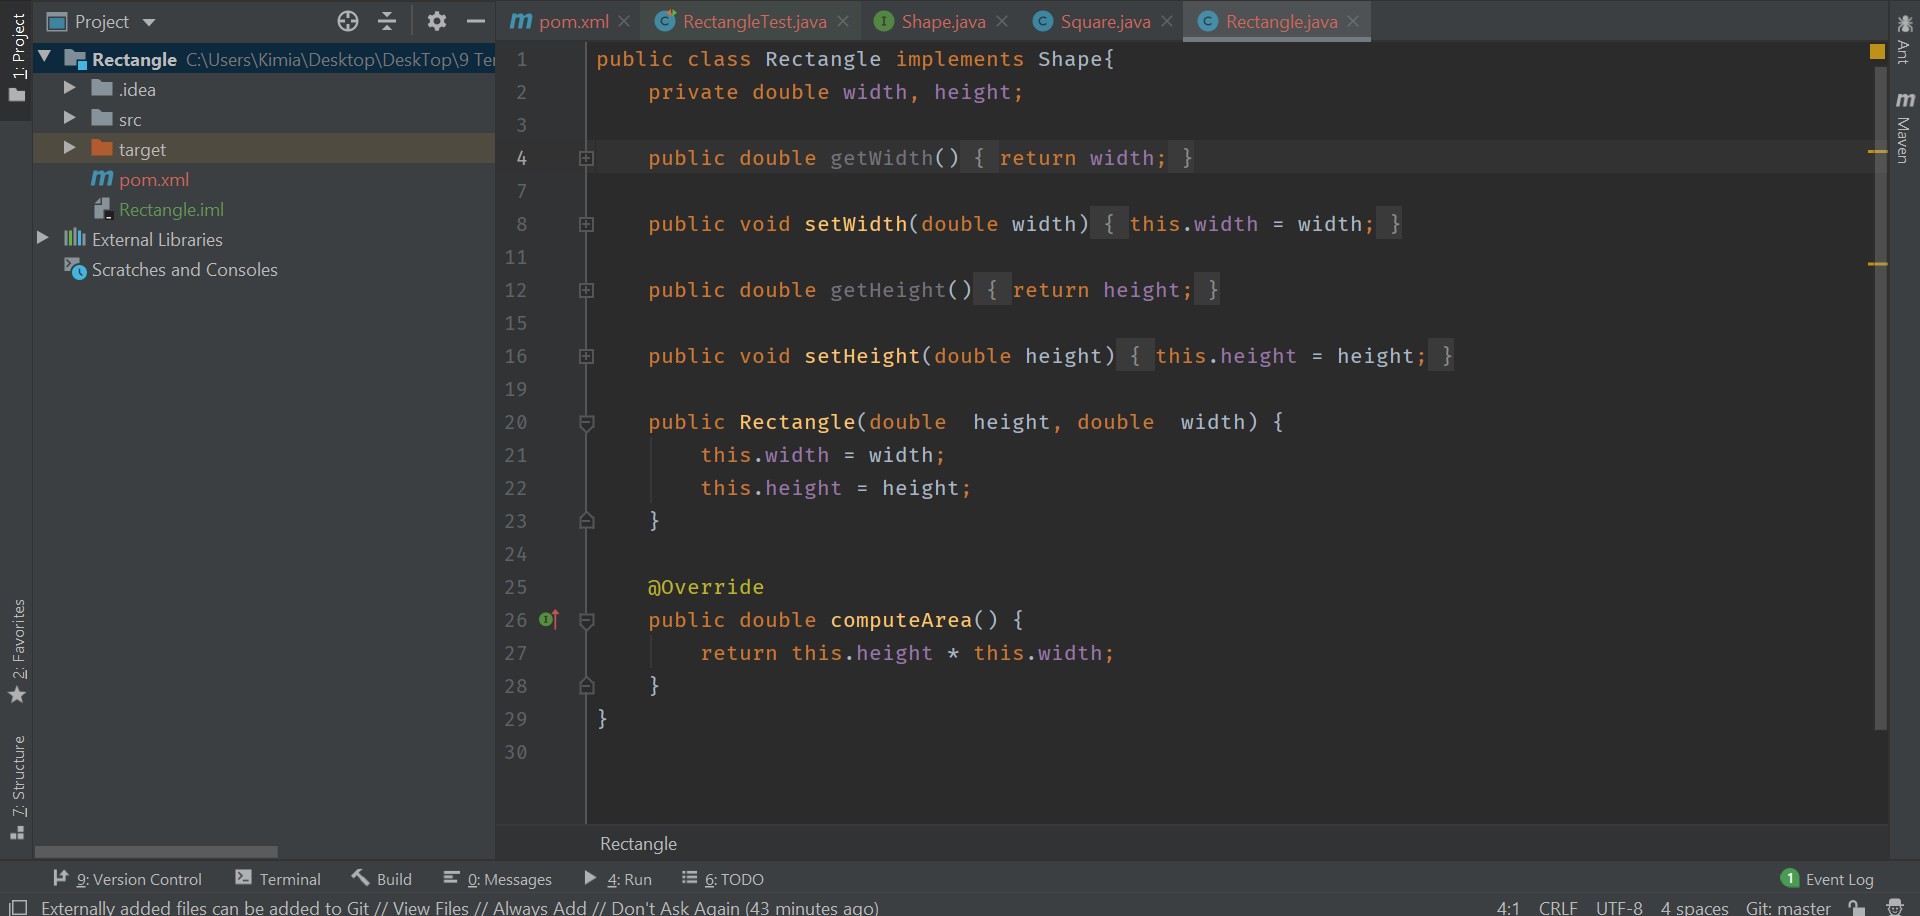 Project
pom.xml
RectangleTest.java
Shape.java
Square.java
Rectangle.java
1: Project
2: Favorites
7: Structure
Rectangle C:\Users\Kimia\Desktop\DeskTop\9 Te
.idea
src
target
pom.xml
Rectangle.iml
External Libraries
Scratches and Consoles
1 public class Rectangle implements Shape{
2     private double width, height;
3
4     public double getWidth() { return width; }
7
8     public void setWidth(double width) { this.width = width; }
11
12     public double getHeight() { return height; }
15
16     public void setHeight(double height) { this.height = height; }
19
20     public Rectangle(double  height, double  width) {
21         this.width = width;
22         this.height = height;
23     }
24
25     @Override
26     public double computeArea() {
27         return this.height * this.width;
28     }
29 }
30
Rectangle
Ant
Maven
9: Version Control
Terminal
Build
0: Messages
4: Run
6: TODO
1 Event Log
Externally added files can be added to Git // View Files // Always Add // Don't Ask Again (43 minutes ago)
4:1 CRLF UTF-8 4 spaces Git: master